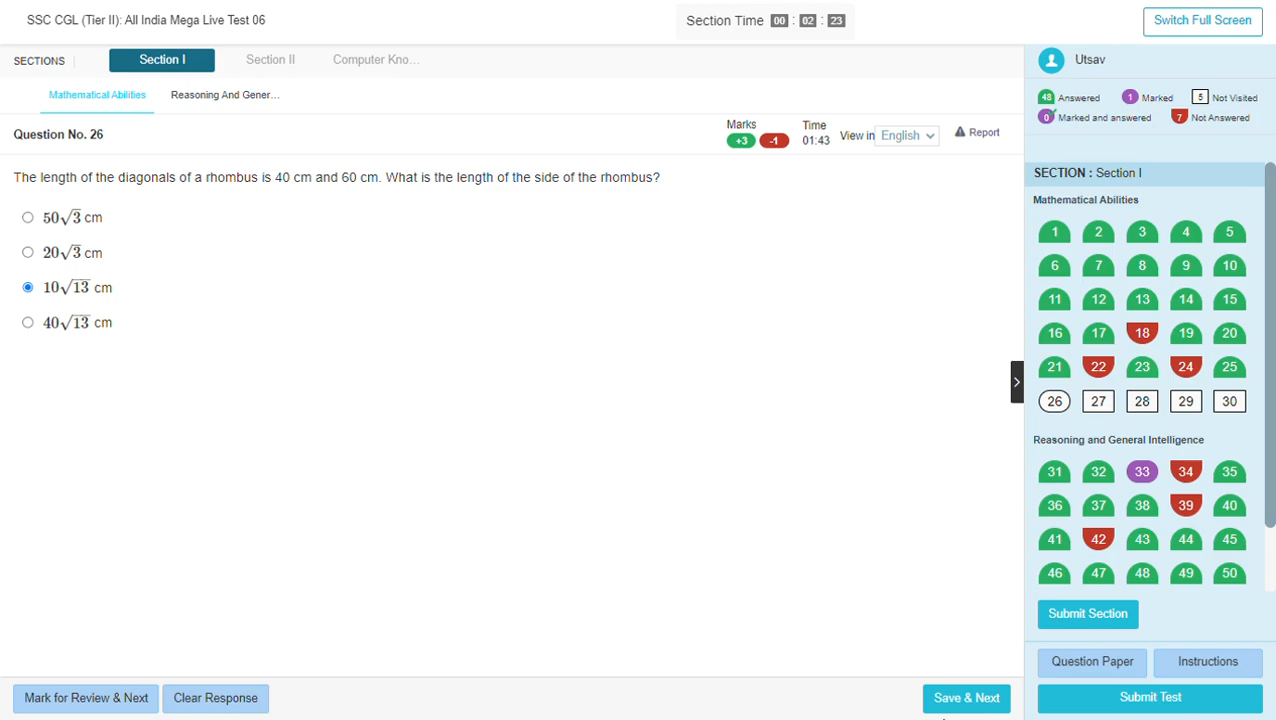 SSC CGL (Tier II): All India Mega Live Test 06
Section Time 00 : 02 : 23
Switch Full Screen
SECTIONS
Section I
Section II
Computer Kno...
Utsav
Mathematical Abilities
Reasoning And Gener...
48 Answered
1 Marked
5 Not Visited
0 Marked and answered
7 Not Answered
Question No. 26
Marks
+3 -1
Time
01:43
View in English
Report
The length of the diagonals of a rhombus is 40 cm and 60 cm. What is the length of the side of the rhombus?
50√3 cm
20√3 cm
10√13 cm
40√13 cm
SECTION : Section I
Mathematical Abilities
1 2 3 4 5
6 7 8 9 10
11 12 13 14 15
16 17 18 19 20
21 22 23 24 25
26 27 28 29 30
Reasoning and General Intelligence
31 32 33 34 35
36 37 38 39 40
41 42 43 44 45
46 47 48 49 50
Submit Section
Question Paper
Instructions
Mark for Review & Next
Clear Response
Save & Next
Submit Test